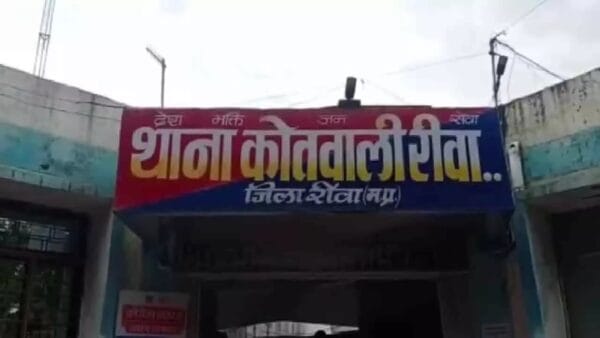 देश भक्ति जन सेवा
थाना कोतवाली रीवा..
जिला रीवा (म.प्र.)